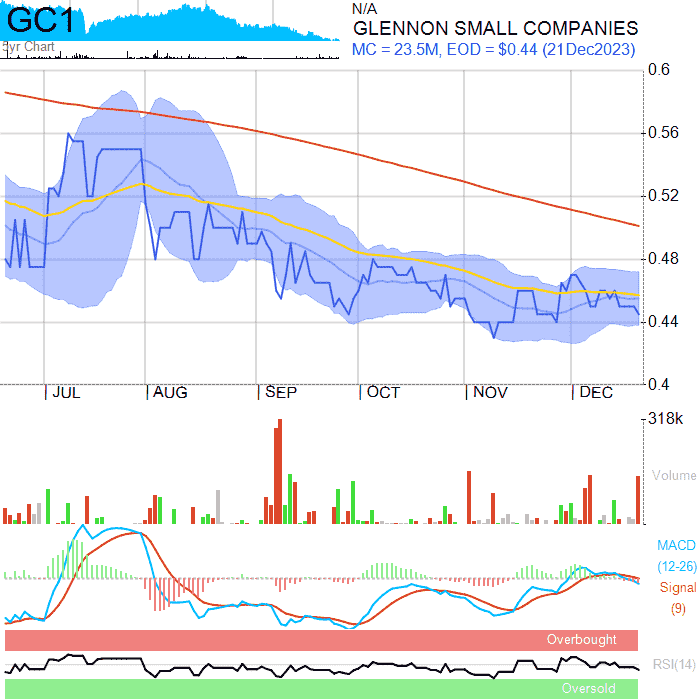 GC1
5yr Chart
N/A
GLENNON SMALL COMPANIES
MC = 23.5M, EOD = $0.44 (21Dec2023)
0.6
0.56
0.52
0.48
0.44
0.4
JUL AUG SEP OCT NOV DEC
318k
Volume
MACD
(12-26)
Signal
(9)
Overbought
RSI(14)
Oversold